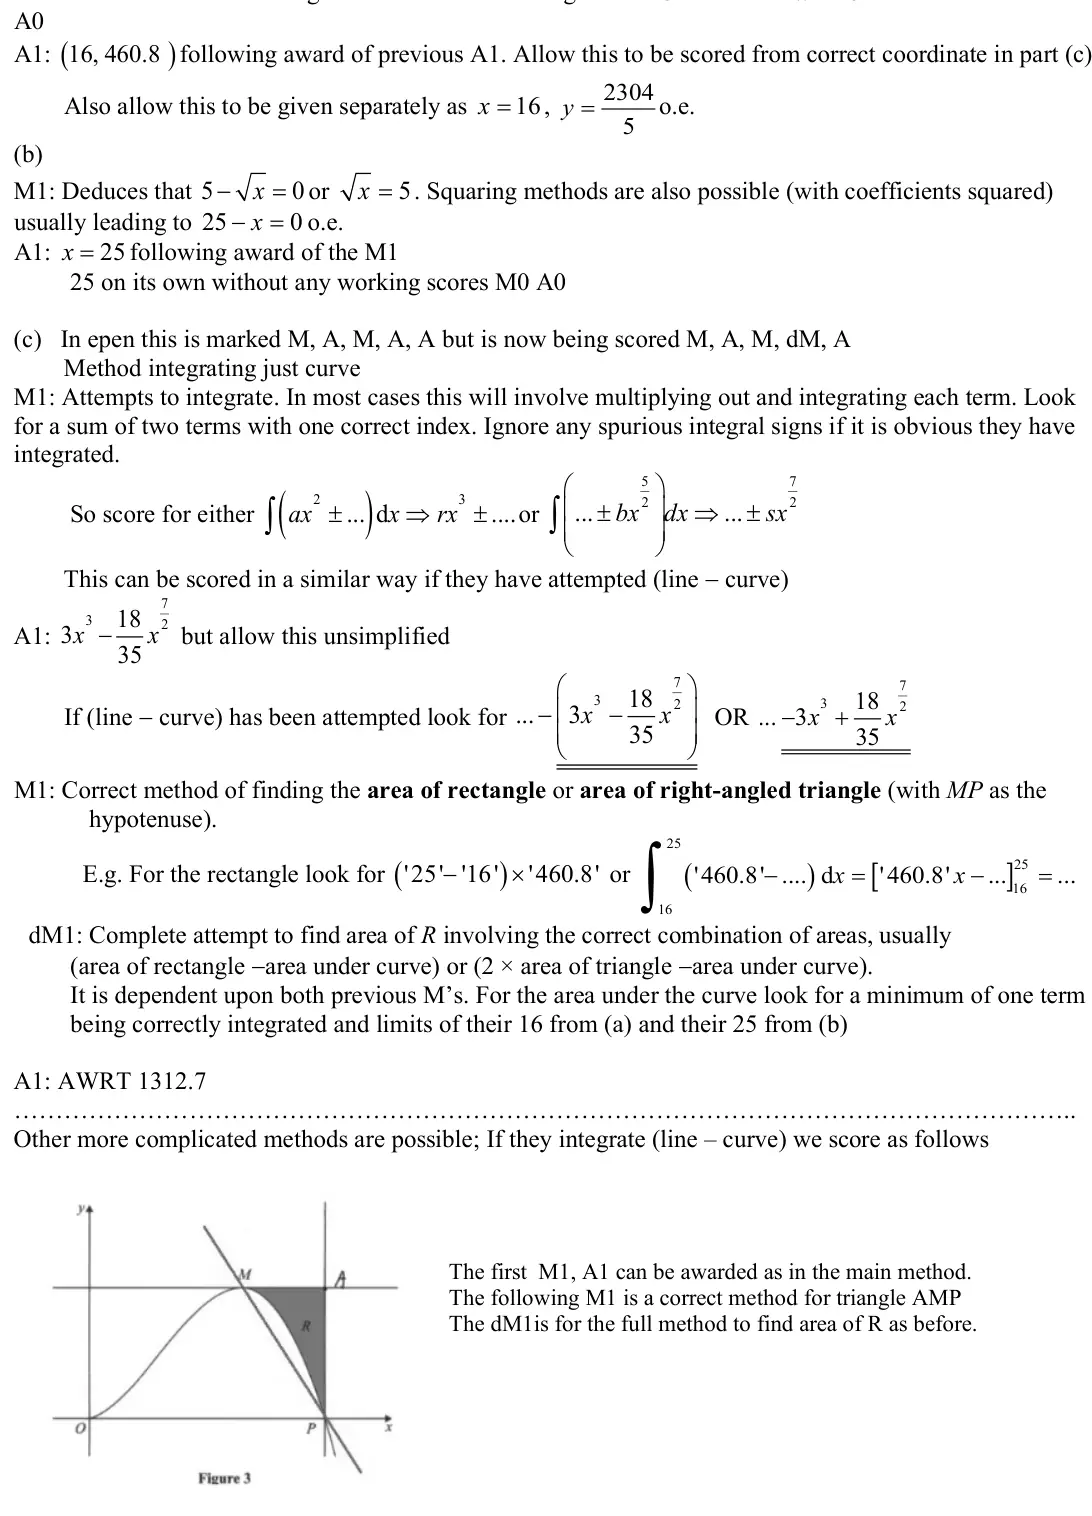 A0
A1: (16, 460.8 ) following award of previous A1. Allow this to be scored from correct coordinate in part (c)
Also allow this to be given separately as x = 16, y = 2304/5 o.e.
(b)
M1: Deduces that 5 − √x = 0 or √x = 5. Squaring methods are also possible (with coefficients squared)
usually leading to 25 − x = 0 o.e.
A1: x = 25 following award of the M1
25 on its own without any working scores M0 A0
(c) In epen this is marked M, A, M, A, A but is now being scored M, A, M, dM, A
Method integrating just curve
M1: Attempts to integrate. In most cases this will involve multiplying out and integrating each term. Look
for a sum of two terms with one correct index. Ignore any spurious integral signs if it is obvious they have
integrated.
So score for either ∫(ax² ± ...)dx ⇒ rx³ ± .... or ∫(... ± bx^(5/2))dx ⇒ ... ± sx^(7/2)
This can be scored in a similar way if they have attempted (line − curve)
A1: 3x³ − 18/35 x^(7/2) but allow this unsimplified
If (line − curve) has been attempted look for ... − (3x³ − 18/35 x^(7/2)) OR ... −3x³ + 18/35 x^(7/2)
M1: Correct method of finding the area of rectangle or area of right-angled triangle (with MP as the
hypotenuse).
E.g. For the rectangle look for ('25'− '16')×'460.8' or ∫₁₆²⁵ ('460.8'− ....) dx = ['460.8'x − ...]₁₆²⁵ = ...
dM1: Complete attempt to find area of R involving the correct combination of areas, usually
(area of rectangle −area under curve) or (2 × area of triangle −area under curve).
It is dependent upon both previous M's. For the area under the curve look for a minimum of one term
being correctly integrated and limits of their 16 from (a) and their 25 from (b)
A1: AWRT 1312.7
…………………………………………………………………………………………………………………..
Other more complicated methods are possible; If they integrate (line – curve) we score as follows
y
M
A
R
O
P
x
Figure 3
The first M1, A1 can be awarded as in the main method.
The following M1 is a correct method for triangle AMP
The dM1is for the full method to find area of R as before.